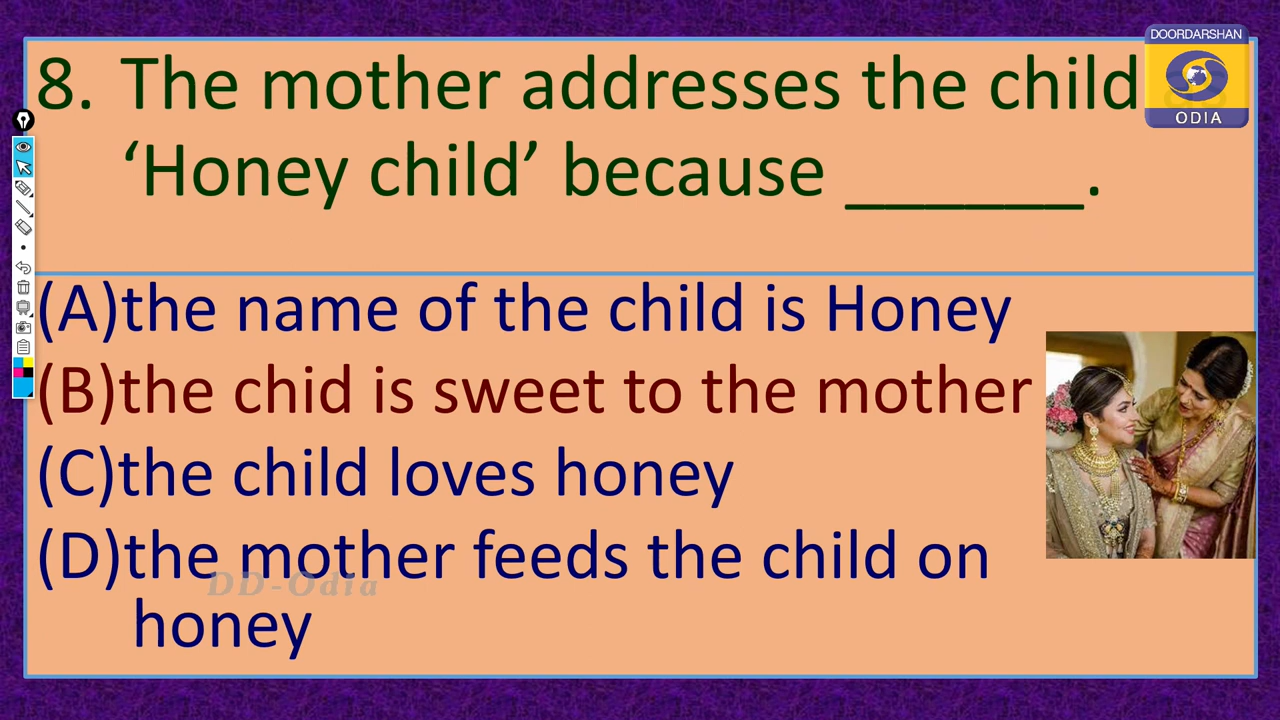 DOORDARSHAN
8. The mother addresses the child
‘Honey child’ because ______.
ODIA
(A)the name of the child is Honey
(B)the chid is sweet to the mother
(C)the child loves honey
(D)the mother feeds the child on
DD-Odia
honey